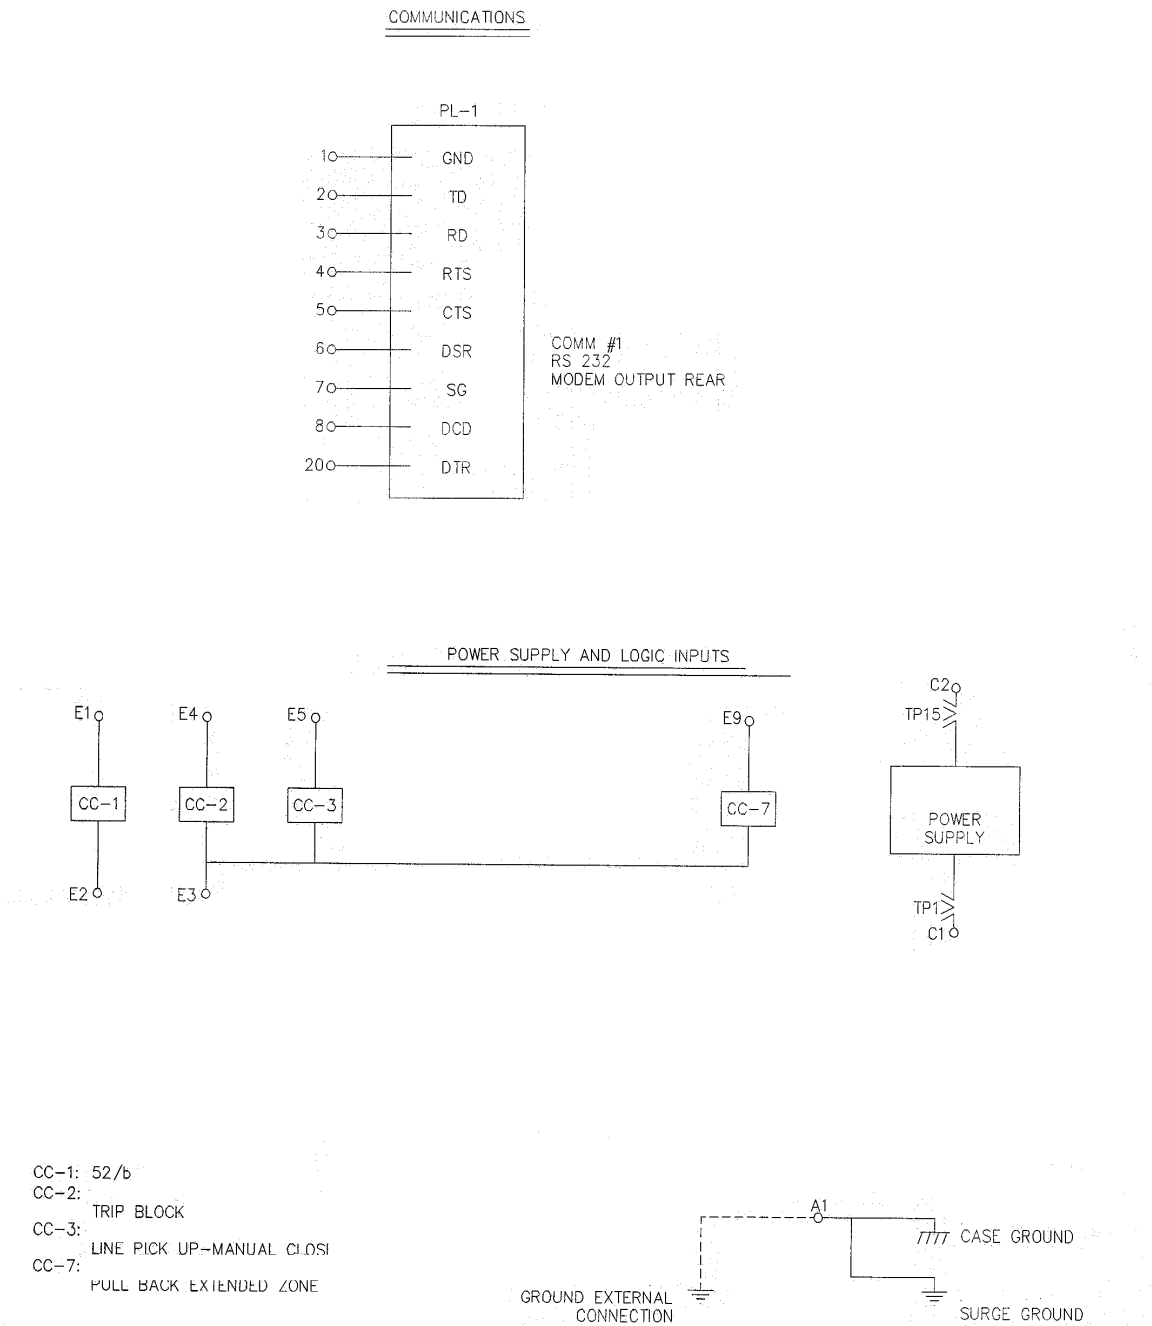 COMMUNICATIONS
PL-1
1 GND
2 TD
3 RD
4 RTS
5 CTS
6 DSR
7 SG
8 DCD
20 DTR
COMM #1
RS 232
MODEM OUTPUT REAR
POWER SUPPLY AND LOGIC INPUTS
E1 E4 E5 E9 C2
TP15
CC-1 CC-2 CC-3 CC-7
POWER
SUPPLY
E2 E3
TP1
C1
CC-1: 52/b
CC-2:
TRIP BLOCK
CC-3:
LINE PICK UP-MANUAL CLOSI
CC-7:
PULL BACK EXTENDED ZONE
A1
CASE GROUND
GROUND EXTERNAL
CONNECTION
SURGE GROUND